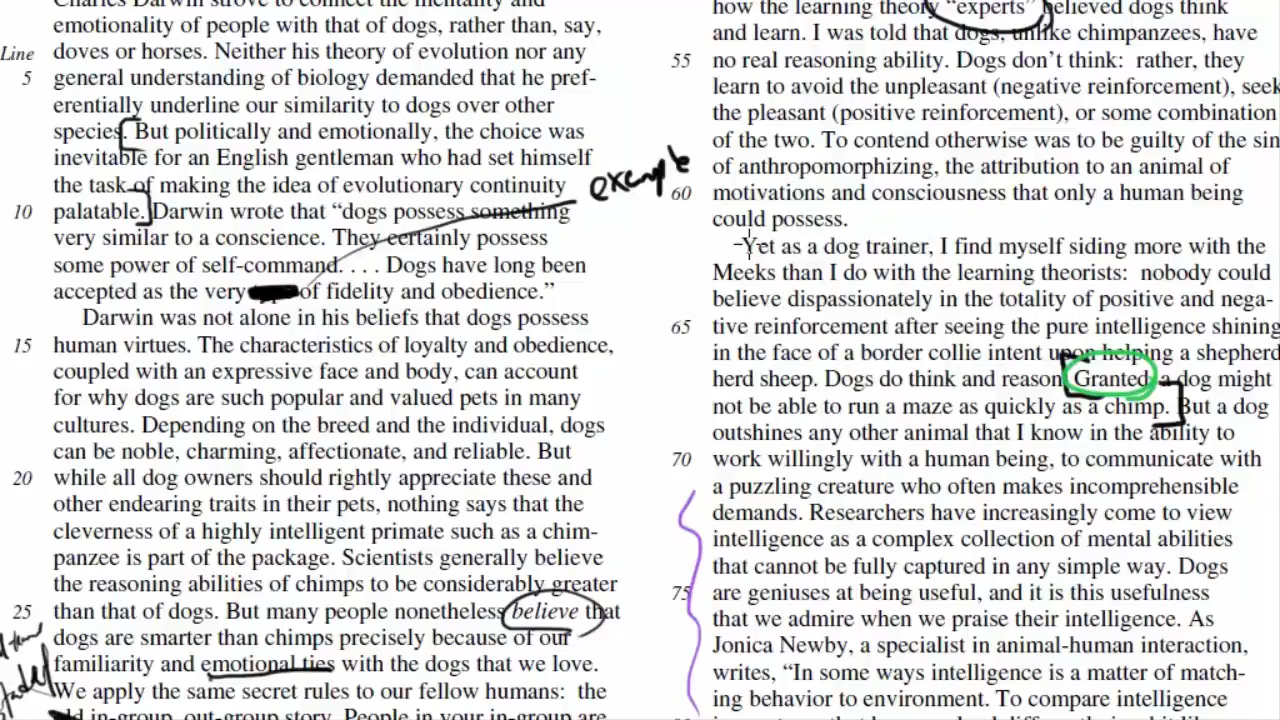 Charles Darwin strove to connect the mentality and
emotionality of people with that of dogs, rather than, say,
Line doves or horses. Neither his theory of evolution nor any
5 general understanding of biology demanded that he pref-
erentially underline our similarity to dogs over other
species. But politically and emotionally, the choice was
inevitable for an English gentleman who had set himself
the task of making the idea of evolutionary continuity
10 palatable. Darwin wrote that “dogs possess something
very similar to a conscience. They certainly possess
some power of self-command. . . . Dogs have long been
accepted as the very of fidelity and obedience.”
Darwin was not alone in his beliefs that dogs possess
15 human virtues. The characteristics of loyalty and obedience,
coupled with an expressive face and body, can account
for why dogs are such popular and valued pets in many
cultures. Depending on the breed and the individual, dogs
can be noble, charming, affectionate, and reliable. But
20 while all dog owners should rightly appreciate these and
other endearing traits in their pets, nothing says that the
cleverness of a highly intelligent primate such as a chim-
panzee is part of the package. Scientists generally believe
the reasoning abilities of chimps to be considerably greater
25 than that of dogs. But many people nonetheless believe that
dogs are smarter than chimps precisely because of our
familiarity and emotional ties with the dogs that we love.
We apply the same secret rules to our fellow humans: the
old in-group, out-group story. People in your in-group are
example
how the learning theory “experts” believed dogs think
and learn. I was told that dogs, unlike chimpanzees, have
55 no real reasoning ability. Dogs don’t think: rather, they
learn to avoid the unpleasant (negative reinforcement), seek
the pleasant (positive reinforcement), or some combination
of the two. To contend otherwise was to be guilty of the sin
of anthropomorphizing, the attribution to an animal of
60 motivations and consciousness that only a human being
could possess.
Yet as a dog trainer, I find myself siding more with the
Meeks than I do with the learning theorists: nobody could
believe dispassionately in the totality of positive and nega-
65 tive reinforcement after seeing the pure intelligence shining
in the face of a border collie intent upon helping a shepherd
herd sheep. Dogs do think and reason. Granted, a dog might
not be able to run a maze as quickly as a chimp. But a dog
outshines any other animal that I know in the ability to
70 work willingly with a human being, to communicate with
a puzzling creature who often makes incomprehensible
demands. Researchers have increasingly come to view
intelligence as a complex collection of mental abilities
that cannot be fully captured in any simple way. Dogs
75 are geniuses at being useful, and it is this usefulness
that we admire when we praise their intelligence. As
Jonica Newby, a specialist in animal-human interaction,
writes, “In some ways intelligence is a matter of match-
ing behavior to environment. To compare intelligence